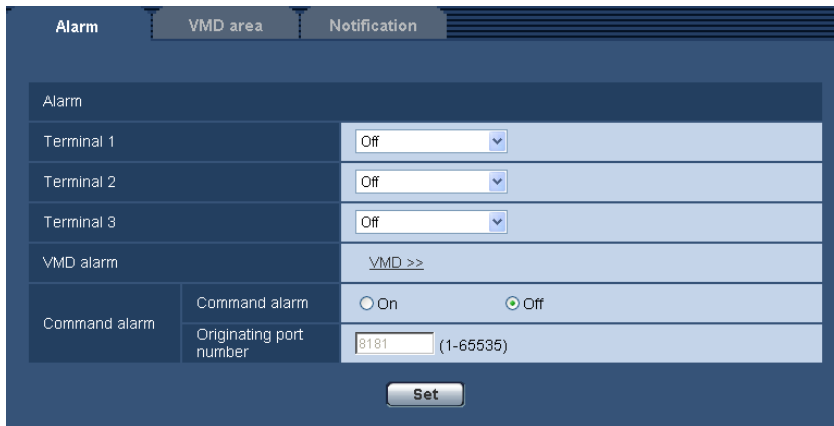 Alarm VMD area Notification
Alarm
Terminal 1 Off
Terminal 2 Off
Terminal 3 Off
VMD alarm VMD >>
Command alarm
Command alarm On Off
Originating port
number
8181 (1-65535)
Set